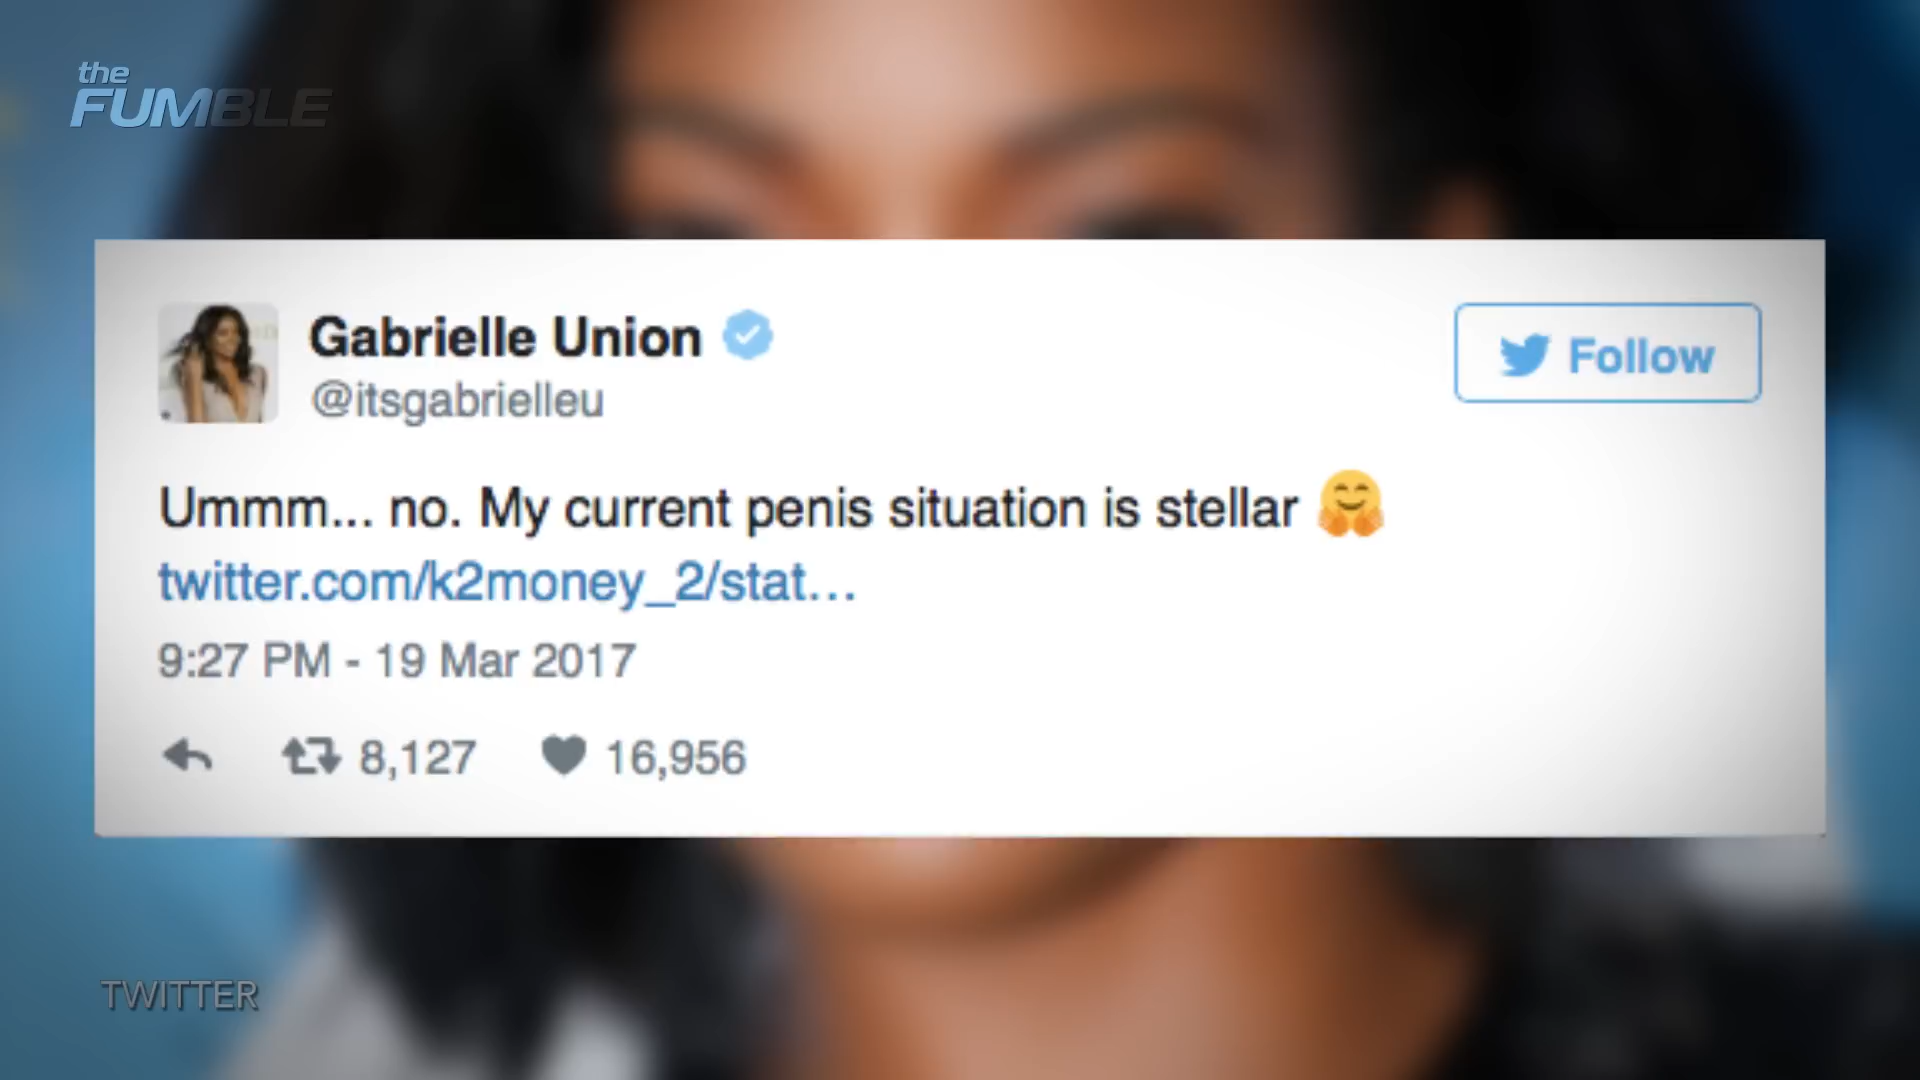 the
FUMBLE
Gabrielle Union
@itsgabrielleu
Follow
Ummm... no. My current penis situation is stellar 🤗
twitter.com/k2money_2/stat...
9:27 PM - 19 Mar 2017
8,127 16,956
TWITTER